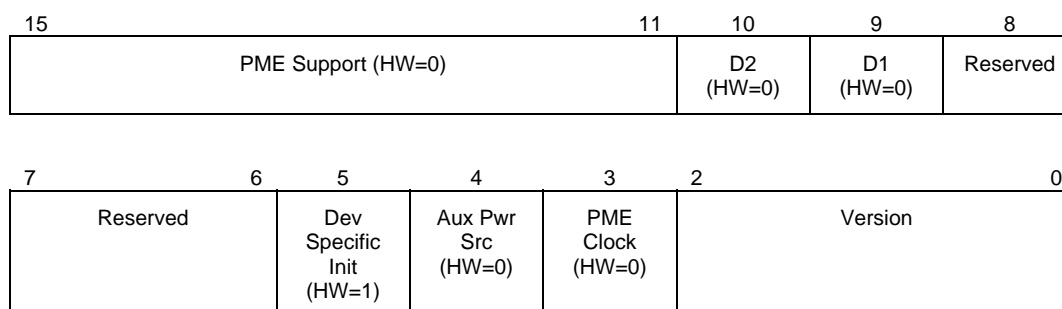 15 11 10 9 8
PME Support (HW=0) D2 D1 Reserved
(HW=0) (HW=0)
7 6 5 4 3 2 0
Reserved Dev Aux Pwr PME Version
Specific Src Clock
Init (HW=0) (HW=0)
(HW=1)